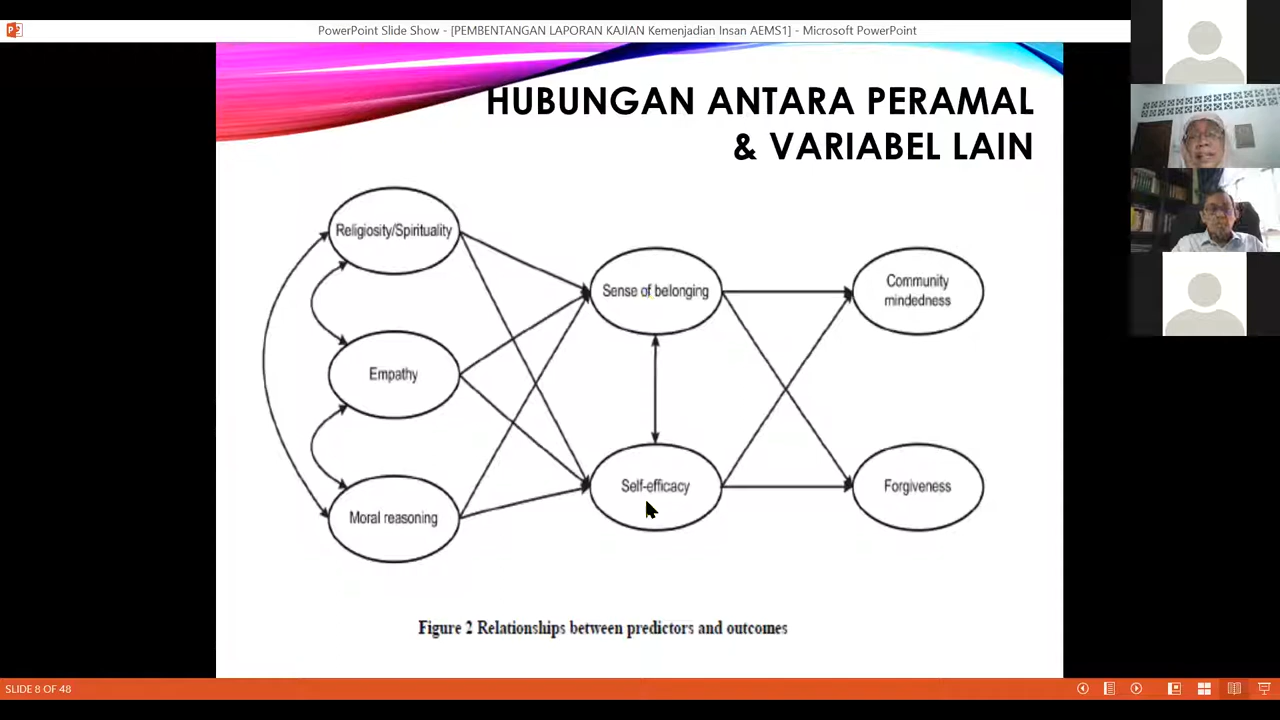 PowerPoint Slide Show - [PEMBENTANGAN LAPORAN KAJIAN Kemenjadian Insan AEMS1] - Microsoft PowerPoint
HUBUNGAN ANTARA PERAMAL
& VARIABEL LAIN
Religiosity/Spirituality
Empathy
Moral reasoning
Sense of belonging
Self-efficacy
Community
mindedness
Forgiveness
Figure 2 Relationships between predictors and outcomes
SLIDE 8 OF 48